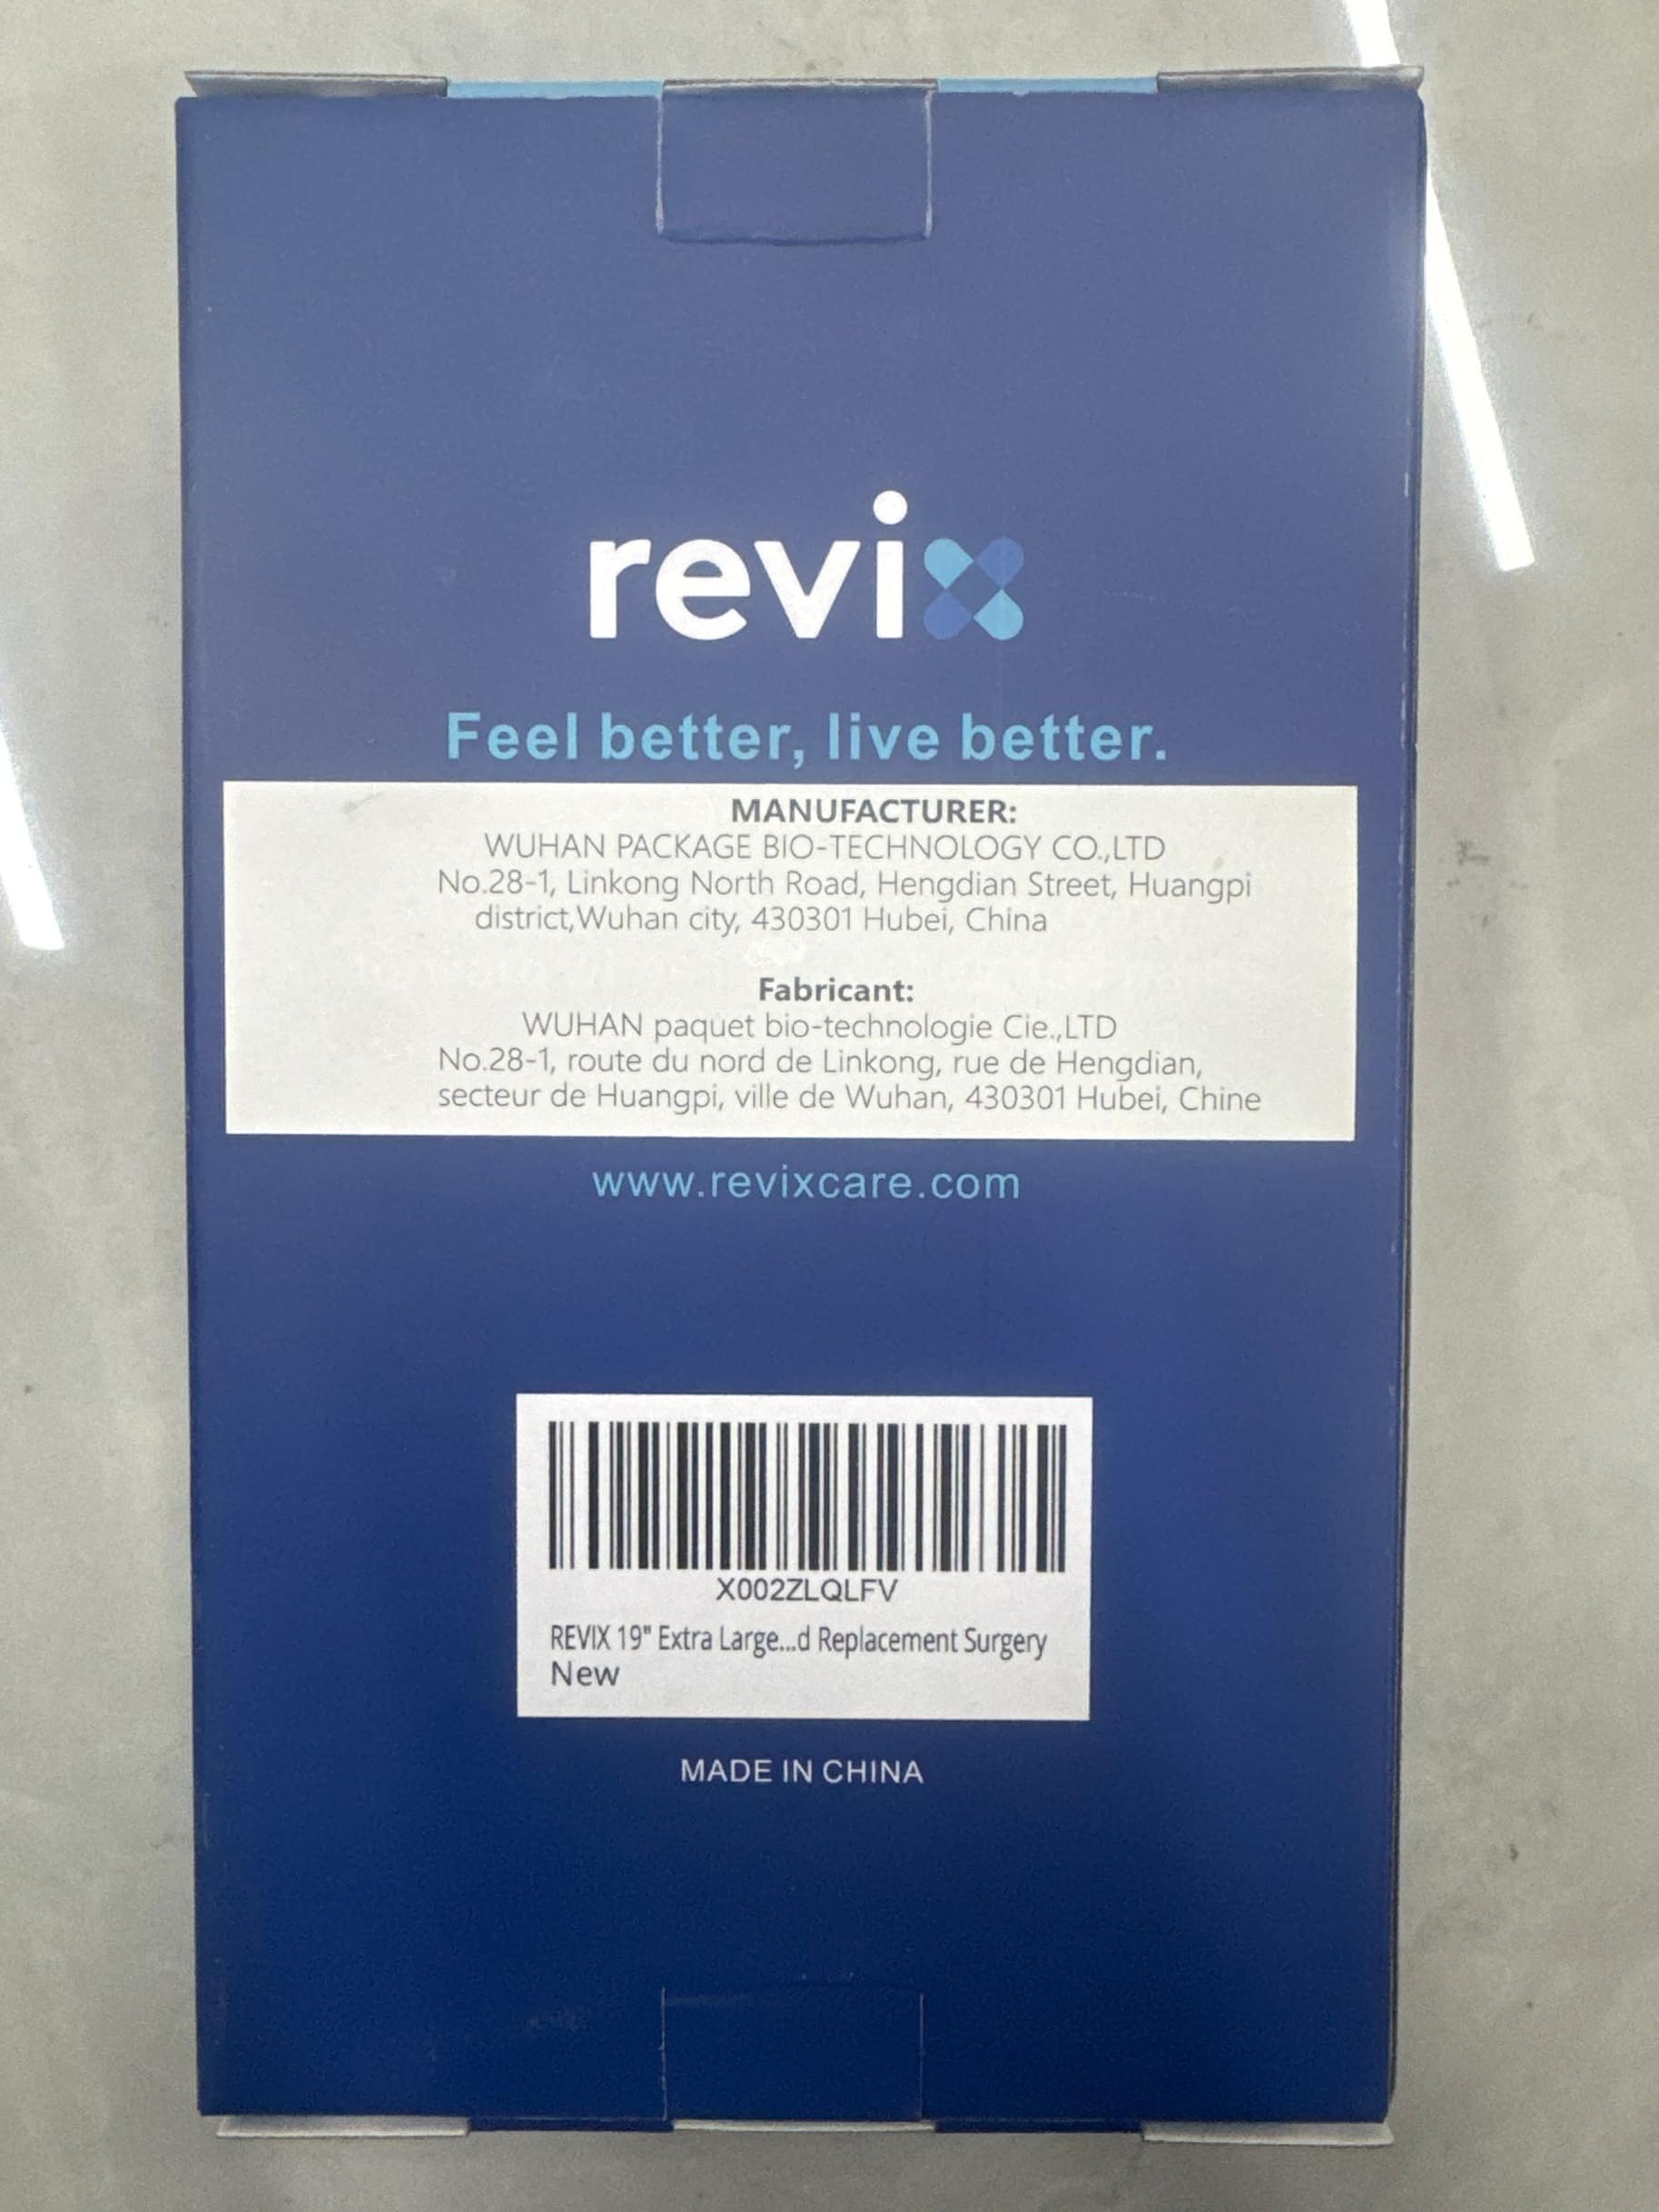 revix
Feel better, live better.
MANUFACTURER:
WUHAN PACKAGE BIO-TECHNOLOGY CO.,LTD
No.28-1, Linkong North Road, Hengdian Street, Huangpi
district,Wuhan city, 430301 Hubei, China
Fabricant:
WUHAN paquet bio-technologie Cie.,LTD
No.28-1, route du nord de Linkong, rue de Hengdian,
secteur de Huangpi, ville de Wuhan, 430301 Hubei, Chine
www.revixcare.com
X002ZLQLFV
REVIX 19" Extra Large...d Replacement Surgery
New
MADE IN CHINA